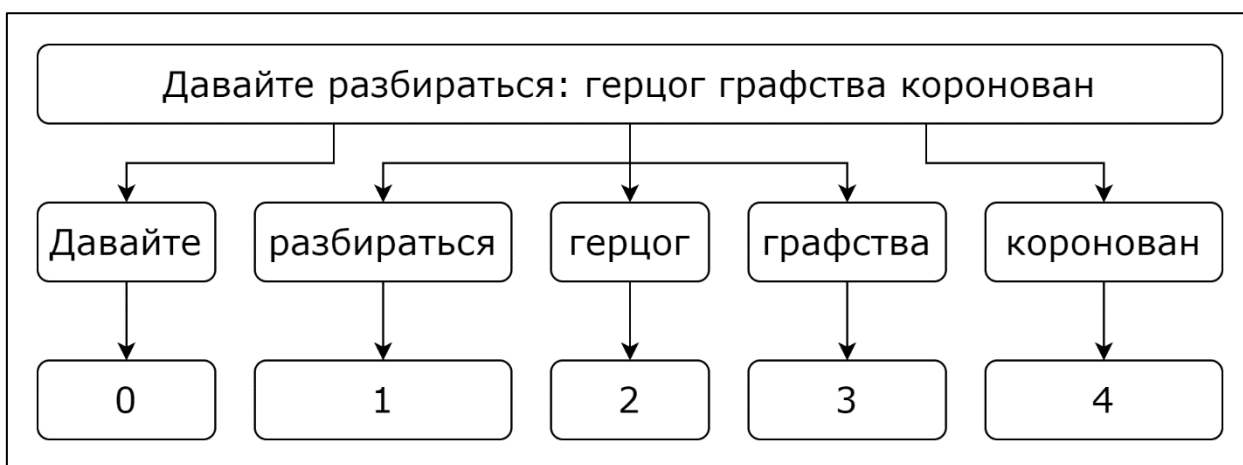 Давайте разбираться: герцог графства коронован
Давайте разбираться герцог графства коронован
0 1 2 3 4